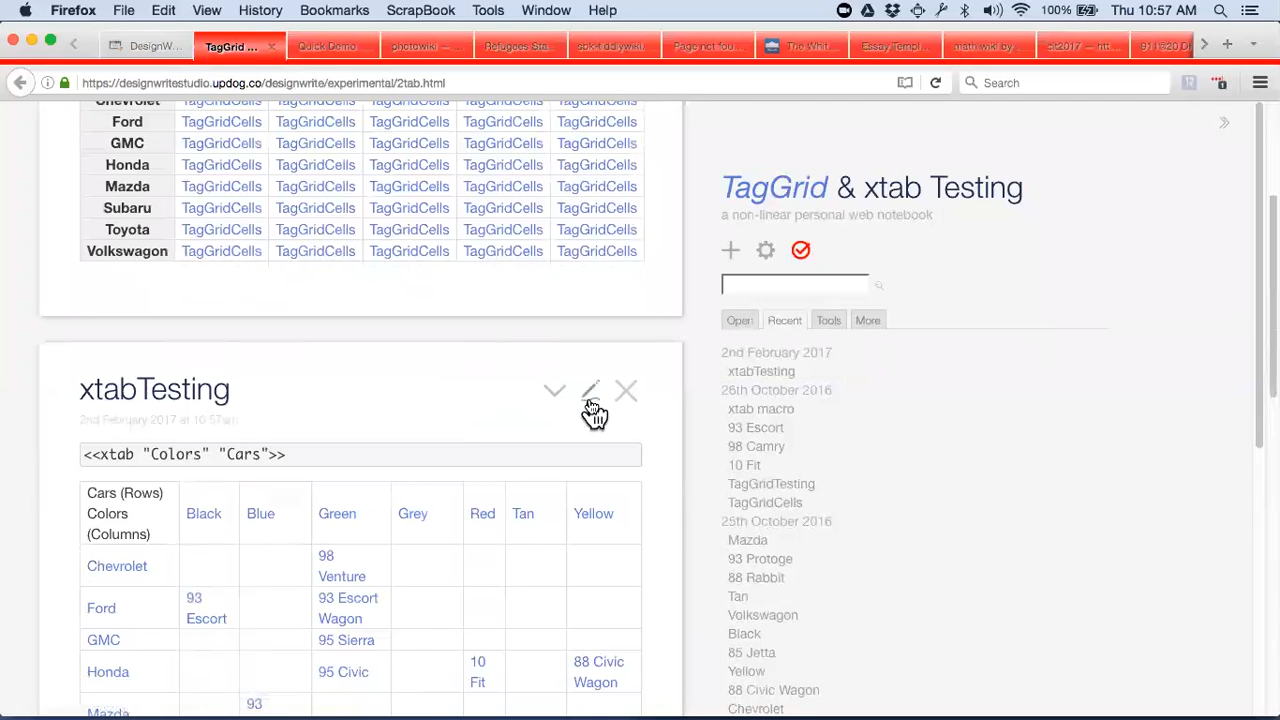 Firefox File Edit View History Bookmarks ScrapBook Tools Window Help 100% Thu 10:57 AM
DesignW... TagGrid ... Quick Demo photowiki — ... Refugees Sta... Page not fou... The Writ... Essay Templ... math.wiki by ...
https://designwritestudio.updog.co/designwrite/experimental/2tab.html Search
Chevrolet TagGridCells TagGridCells TagGridCells TagGridCells TagGridCells
Ford TagGridCells TagGridCells TagGridCells TagGridCells TagGridCells
GMC TagGridCells TagGridCells TagGridCells TagGridCells TagGridCells
Honda TagGridCells TagGridCells TagGridCells TagGridCells TagGridCells
Mazda TagGridCells TagGridCells TagGridCells TagGridCells TagGridCells
Subaru TagGridCells TagGridCells TagGridCells TagGridCells TagGridCells
Toyota TagGridCells TagGridCells TagGridCells TagGridCells TagGridCells
Volkswagon TagGridCells TagGridCells TagGridCells TagGridCells TagGridCells
xtabTesting
2nd February 2017 at 10:57am
<<xtab "Colors" "Cars">>
Cars (Rows)
Colors
(Columns)
Black Blue Green Grey Red Tan Yellow
Chevrolet 98
Venture
Ford 93
Escort
93 Escort
Wagon
GMC 95 Sierra
Honda 95 Civic 10
Fit
88 Civic
Wagon
Mazda 93
TagGrid & xtab Testing
a non-linear personal web notebook
Open Recent Tools More
2nd February 2017
xtabTesting
26th October 2016
xtab macro
93 Escort
98 Camry
10 Fit
TagGridTesting
TagGridCells
25th October 2016
Mazda
93 Protoge
88 Rabbit
Tan
Volkswagon
Black
85 Jetta
Yellow
88 Civic Wagon
Chevrolet